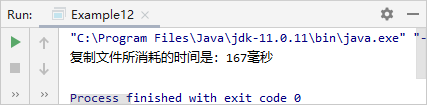 Run: Example12
"C:\Program Files\Java\jdk-11.0.11\bin\java.exe" "-
复制文件所消耗的时间是：167毫秒
Process finished with exit code 0